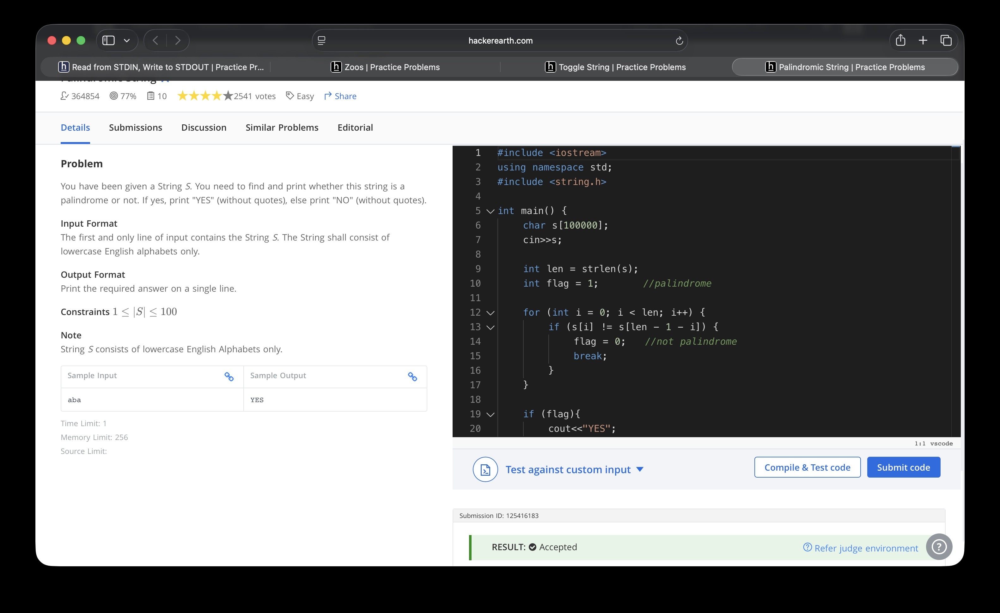 hackerearth.com
Read from STDIN, Write to STDOUT | Practice Pr...
Zoos | Practice Problems
Toggle String | Practice Problems
Palindromic String | Practice Problems
364854 77% 10 2541 votes Easy Share
Details Submissions Discussion Similar Problems Editorial
Problem
You have been given a String S. You need to find and print whether this string is a
palindrome or not. If yes, print "YES" (without quotes), else print "NO" (without quotes).
Input Format
The first and only line of input contains the String S. The String shall consist of
lowercase English alphabets only.
Output Format
Print the required answer on a single line.
Constraints 1 ≤ |S| ≤ 100
Note
String S consists of lowercase English Alphabets only.
Sample Input Sample Output
aba YES
Time Limit: 1
Memory Limit: 256
Source Limit:
1 #include <iostream>
2 using namespace std;
3 #include <string.h>
4
5 int main() {
6 char s[100000];
7 cin>>s;
8
9 int len = strlen(s);
10 int flag = 1; //palindrome
11
12 for (int i = 0; i < len; i++) {
13 if (s[i] != s[len - 1 - i]) {
14 flag = 0; //not palindrome
15 break;
16 }
17 }
18
19 if (flag){
20 cout<<"YES";
1:1 vscode
Test against custom input
Compile & Test code
Submit code
Submission ID: 125416183
RESULT: Accepted
Refer judge environment
?